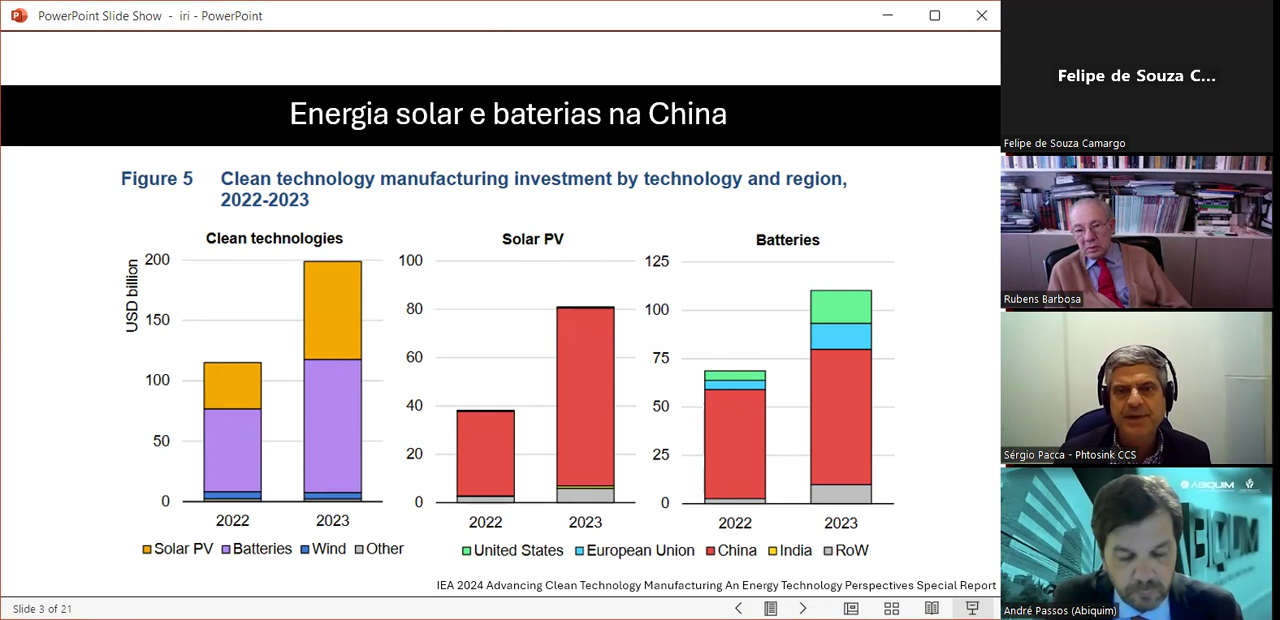 PowerPoint Slide Show - iri - PowerPoint
Energia solar e baterias na China
Figure 5 Clean technology manufacturing investment by technology and region,
2022-2023
Clean technologies
USD billion
200
150
100
50
0
2022 2023
Solar PV Batteries Wind Other
Solar PV
100
80
60
40
20
0
2022 2023
Batteries
125
100
75
50
25
0
2022 2023
United States European Union China India RoW
IEA 2024 Advancing Clean Technology Manufacturing An Energy Technology Perspectives Special Report
Slide 3 of 21
Felipe de Souza C...
Felipe de Souza Camargo
Rubens Barbosa
Sérgio Pacca - Phtosink CCS
ABIQUIM
André Passos (Abiquim)